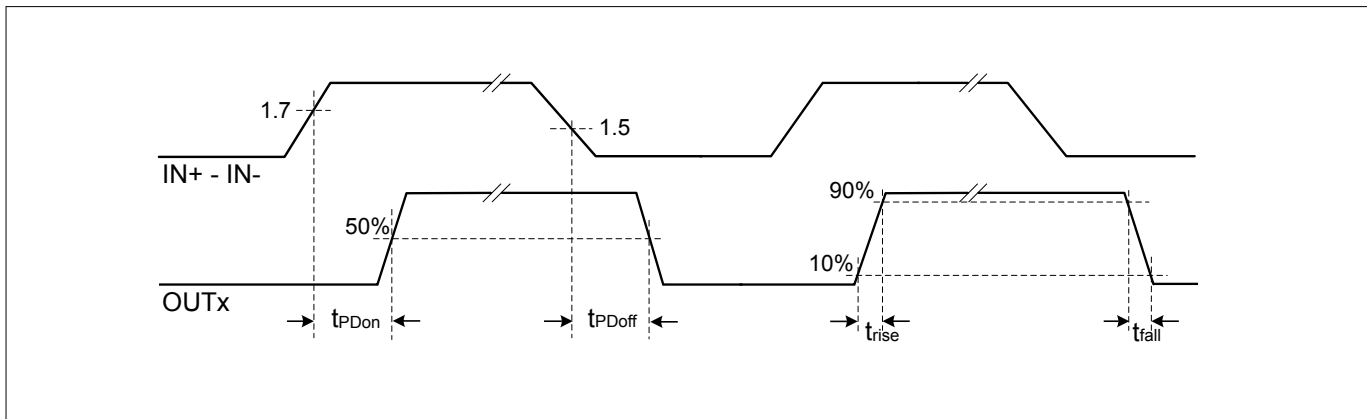 1.7
1.5
IN+ - IN-
90%
50%
10%
OUTx
tPDon
tPDoff
trise
tfall